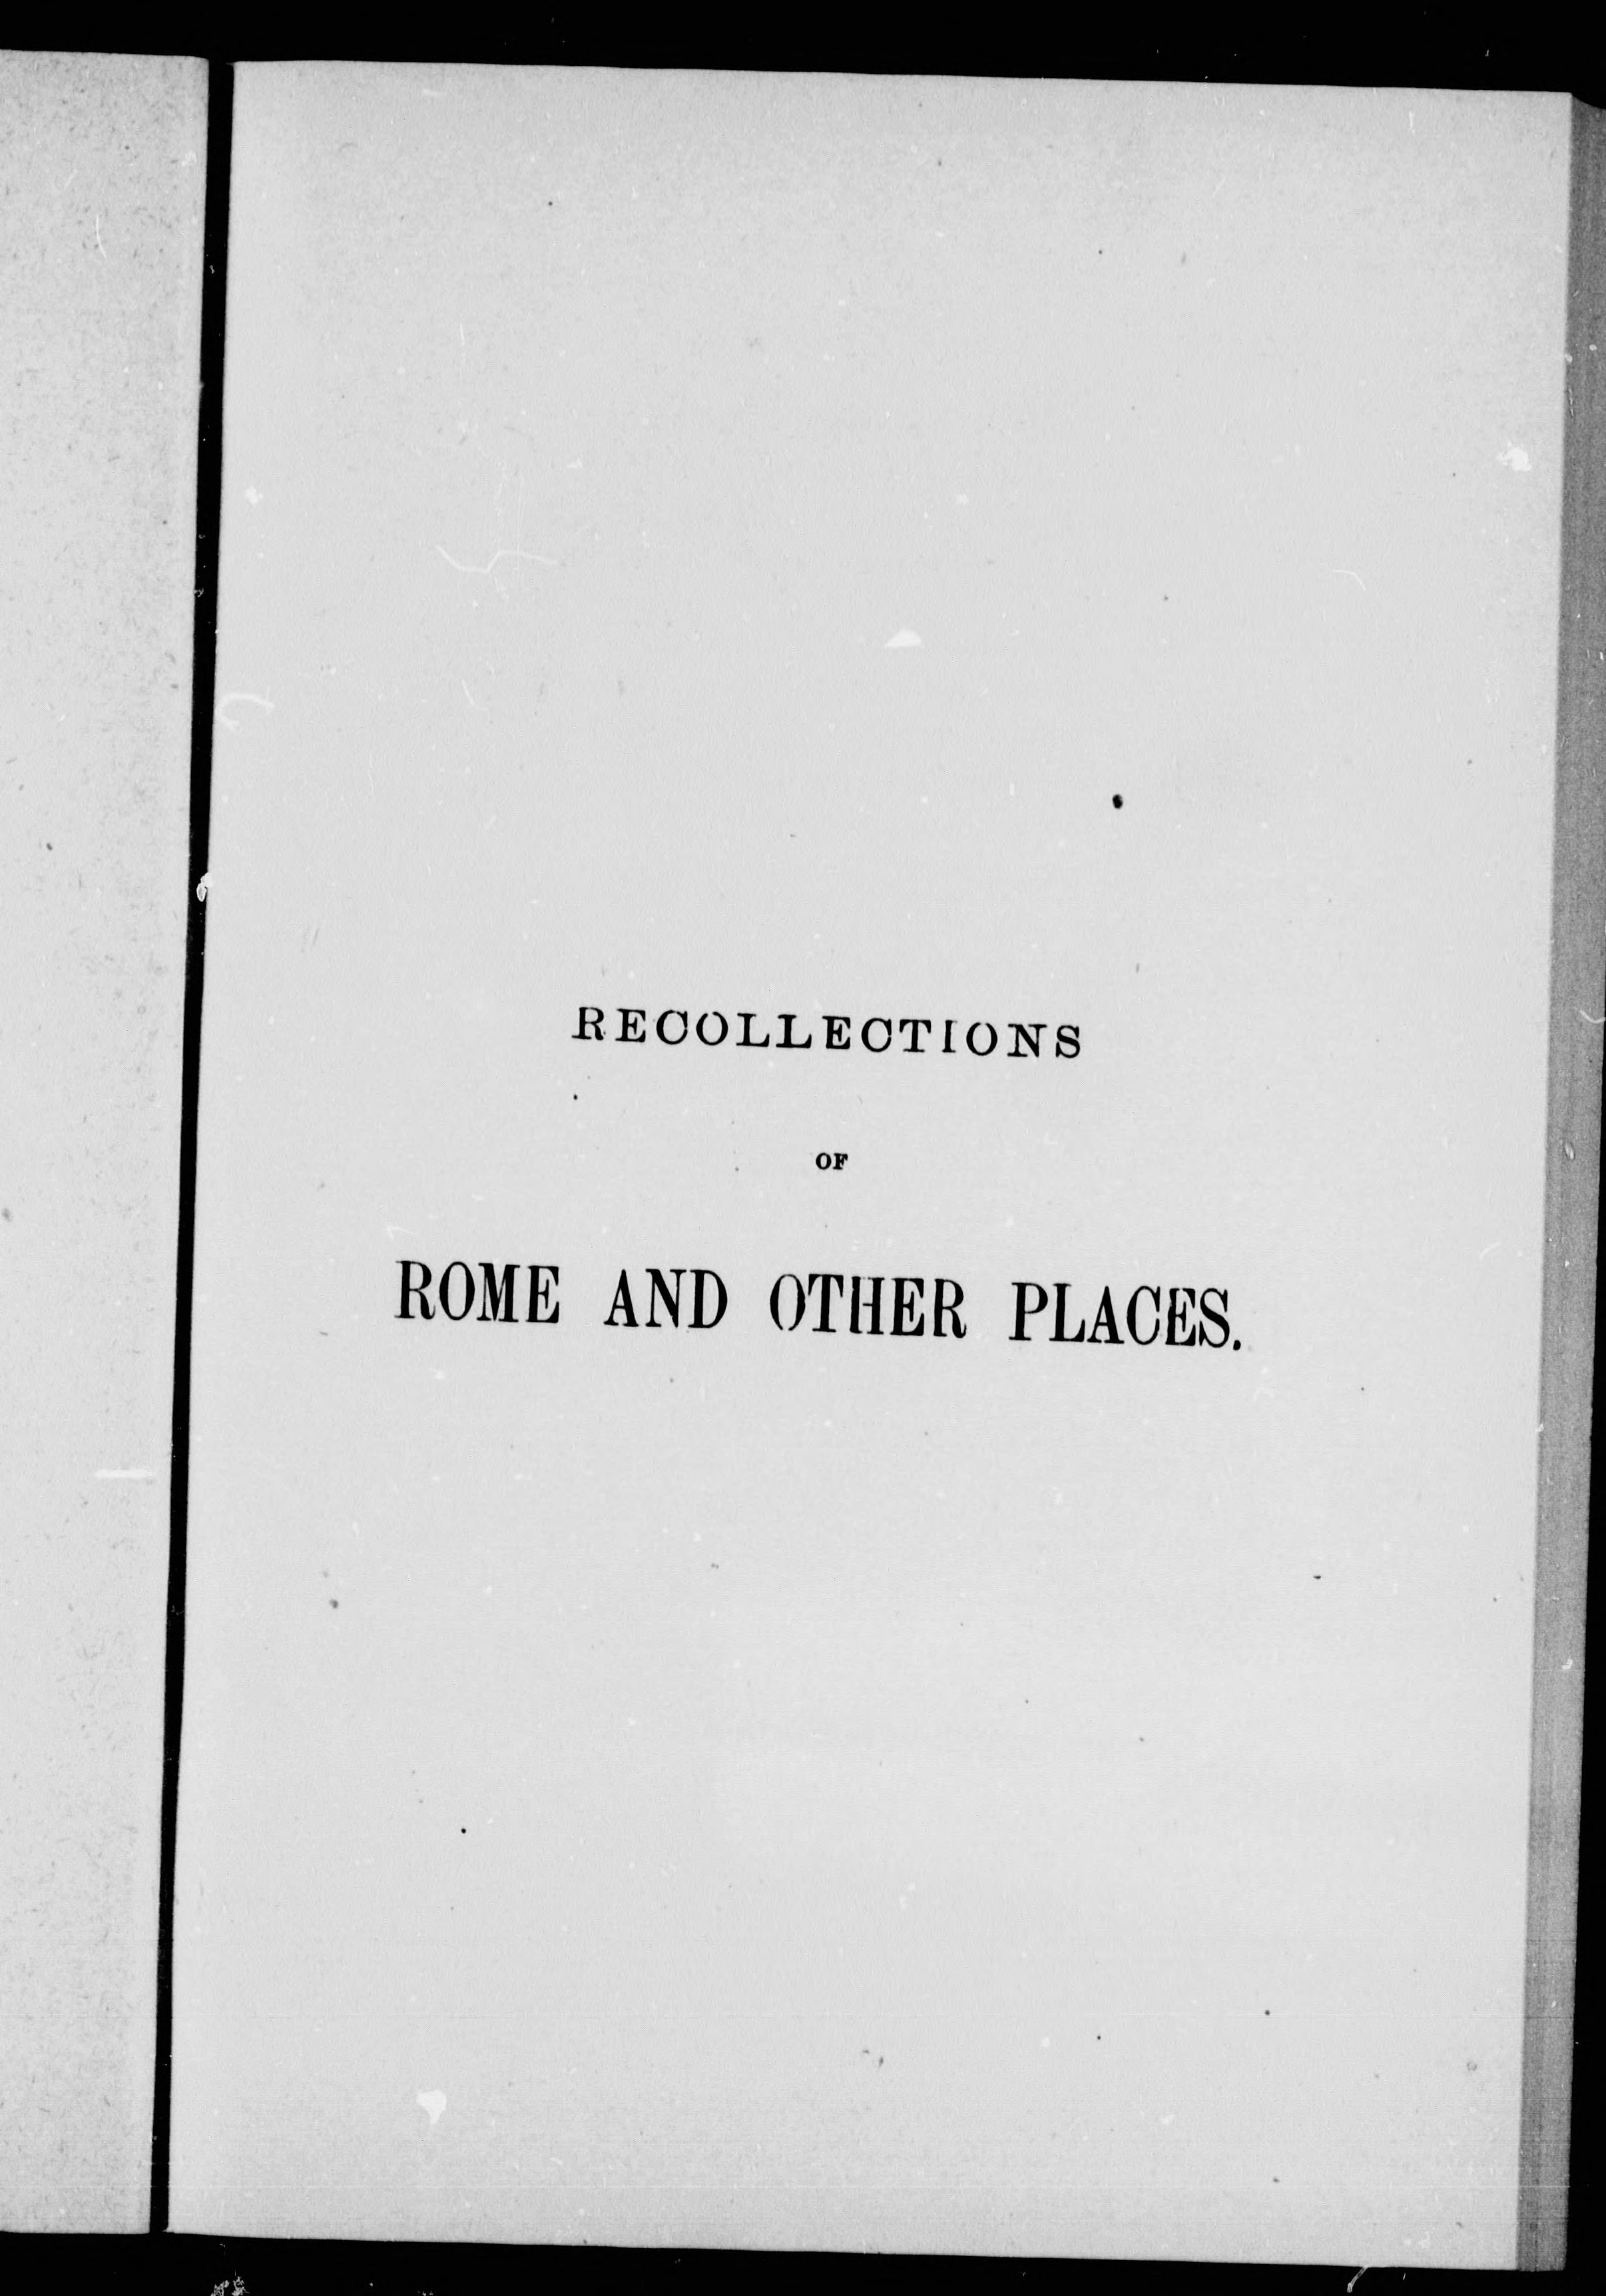 RECOLLECTIONS
OF
ROME AND OTHER PLACES.